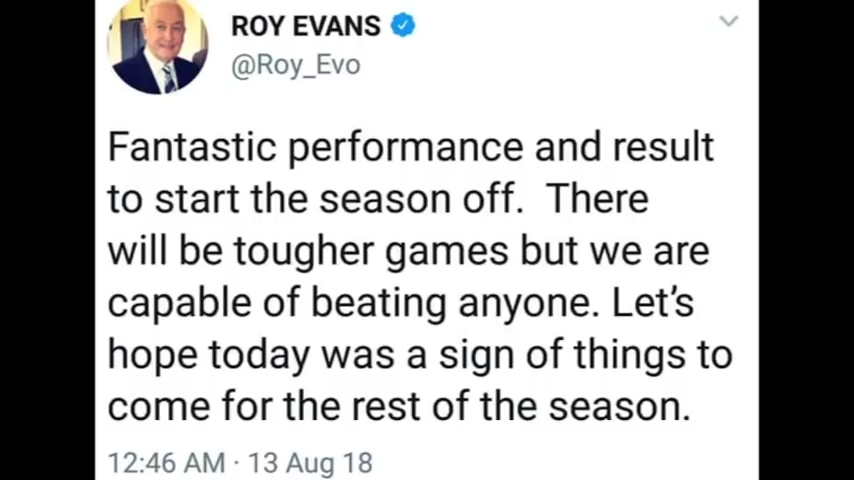 ROY EVANS
@Roy_Evo
Fantastic performance and result
to start the season off.  There
will be tougher games but we are
capable of beating anyone. Let’s
hope today was a sign of things to
come for the rest of the season.
12:46 AM · 13 Aug 18